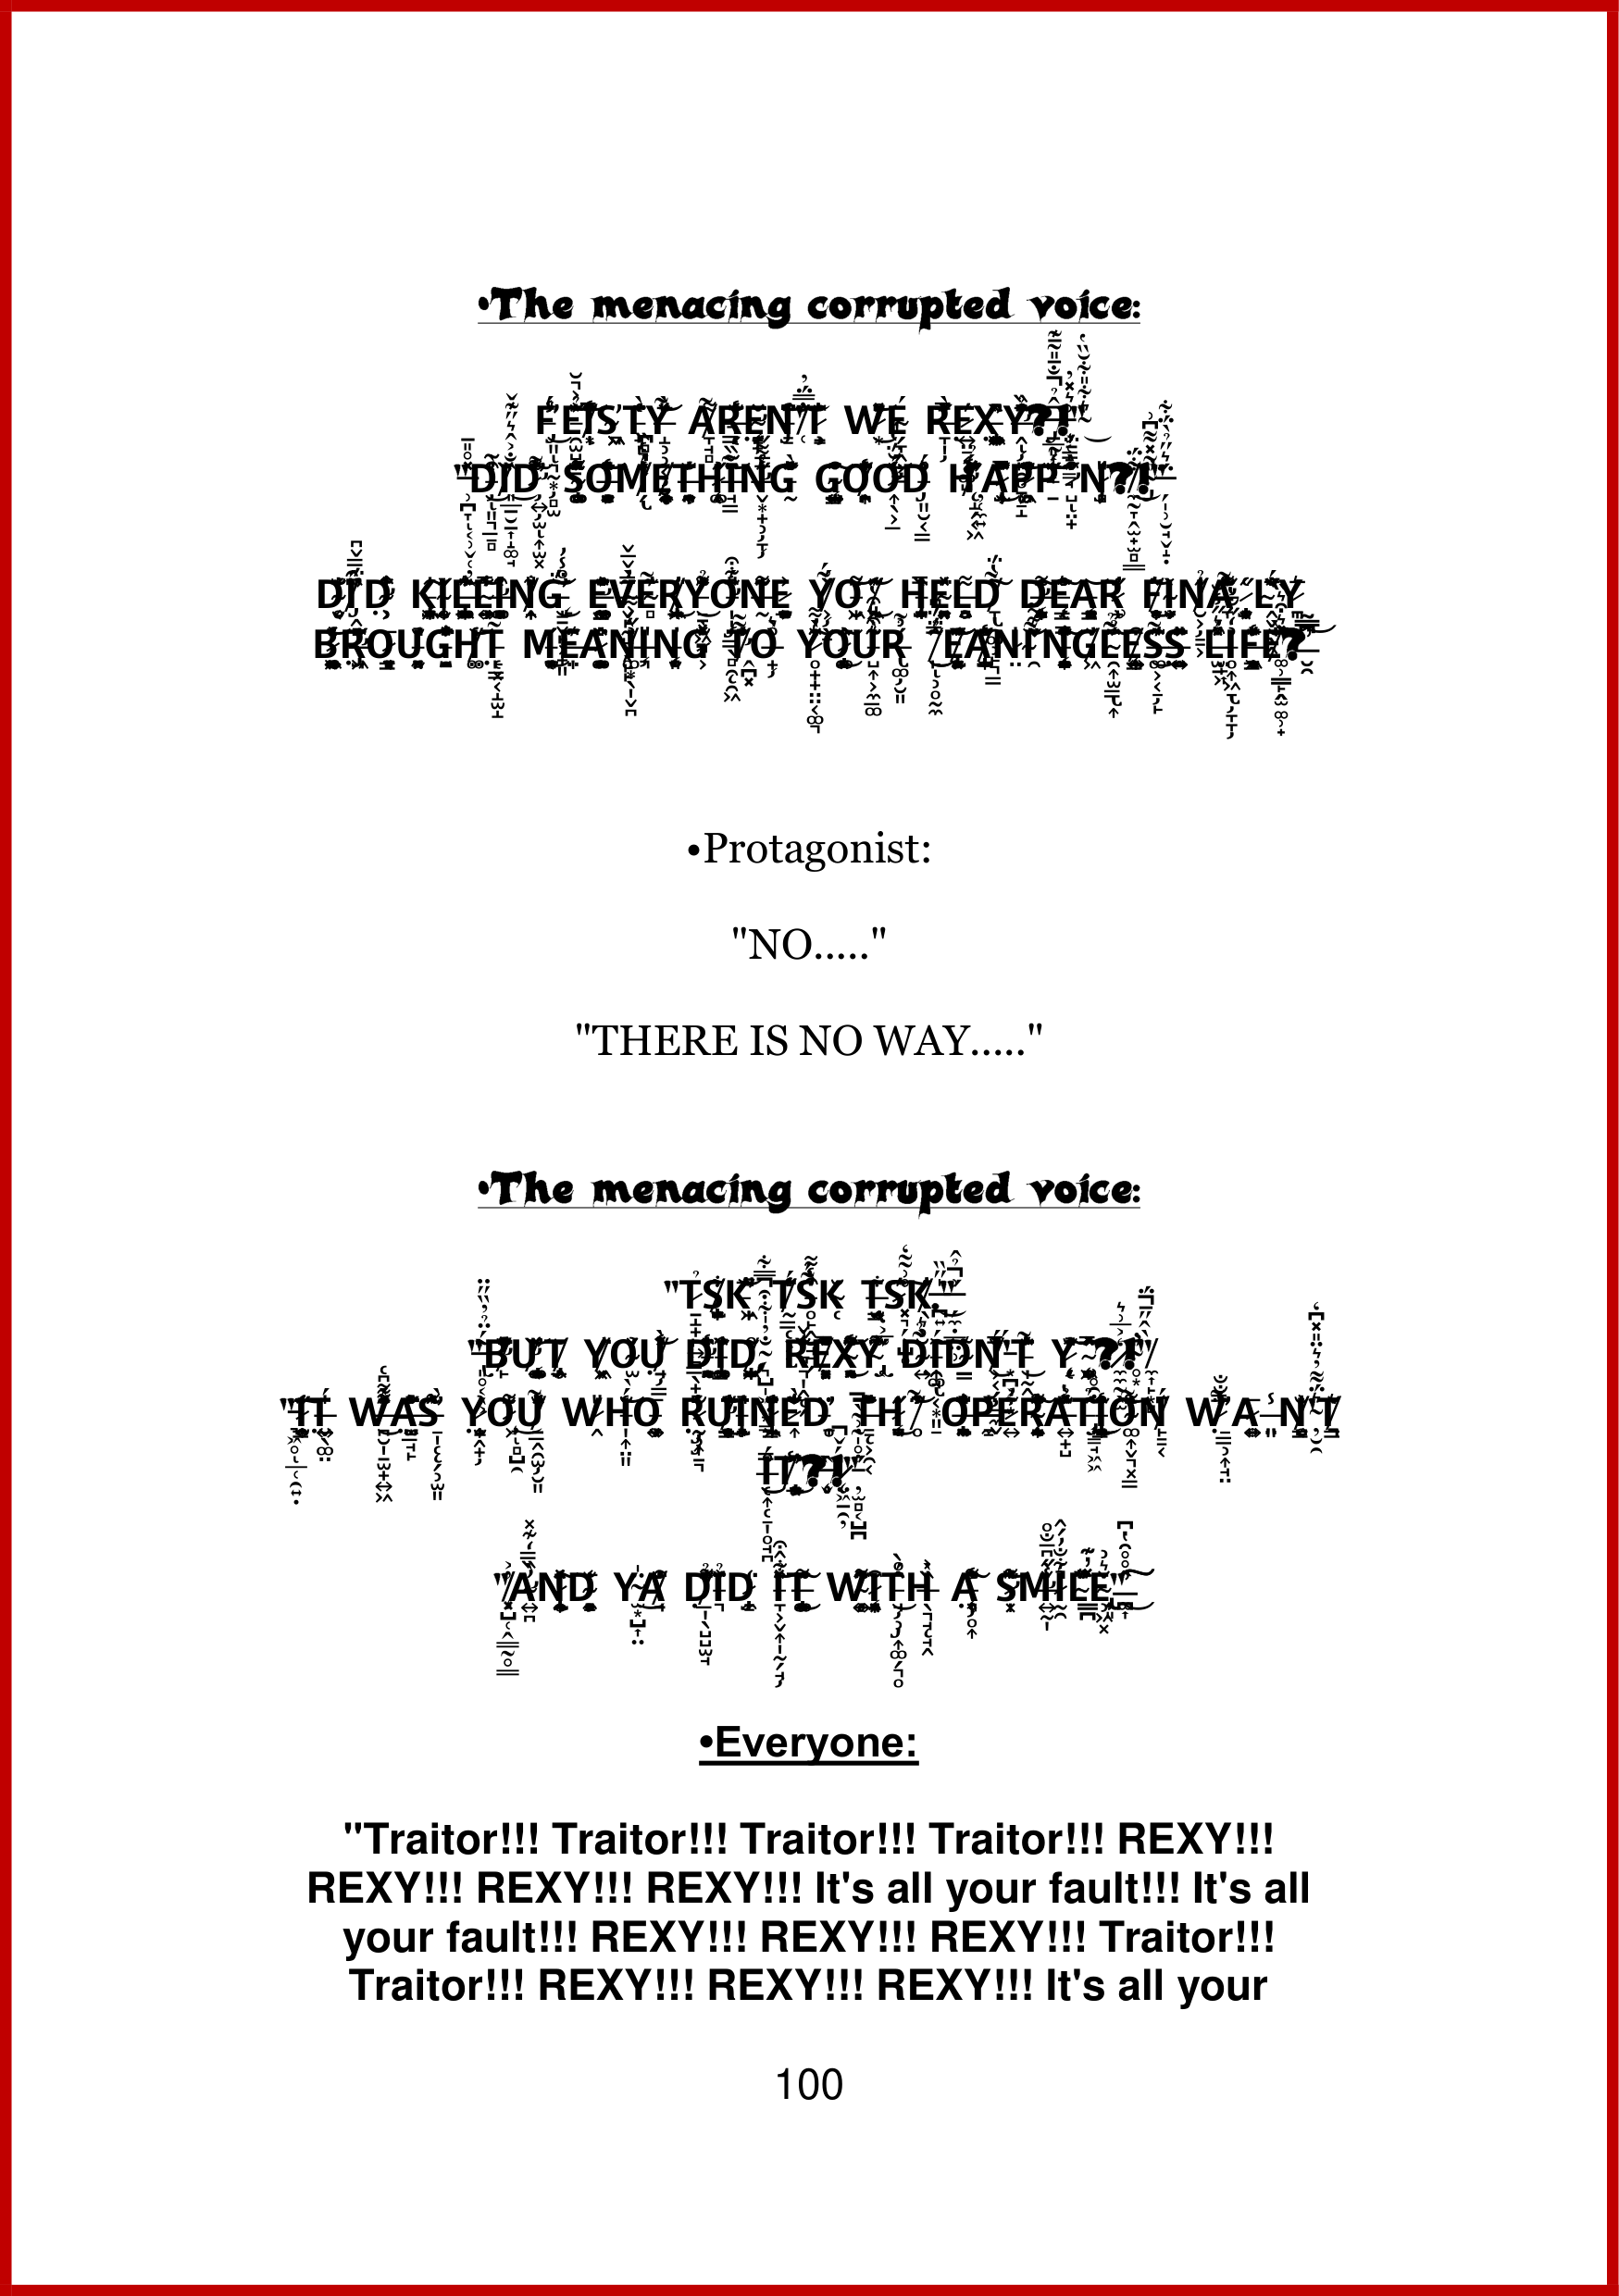 •The menacing corrupted voice:
FEISTY AREN'T WE REXY?!"
"DID SOMETHING GOOD HAPP N?!"
DID KILLING EVERYONE YO HELD DEAR FINA LY
BROUGHT MEANING TO YOUR EANINGLESS LIFE?
•Protagonist:
"NO....."
"THERE IS NO WAY....."
•The menacing corrupted voice:
"TSK TSK TSK."
"BUT YOU DID, REXY DIDN'T Y ?!"
"IT WAS YOU WHO RUINED TH OPERATION WA N'T
IT?!"
"AND YA DID IT WITH A SMILE"
•Everyone:
"Traitor!!! Traitor!!! Traitor!!! Traitor!!! REXY!!!
REXY!!! REXY!!! REXY!!! It's all your fault!!! It's all
your fault!!! REXY!!! REXY!!! REXY!!! Traitor!!!
Traitor!!! REXY!!! REXY!!! REXY!!! It's all your
100